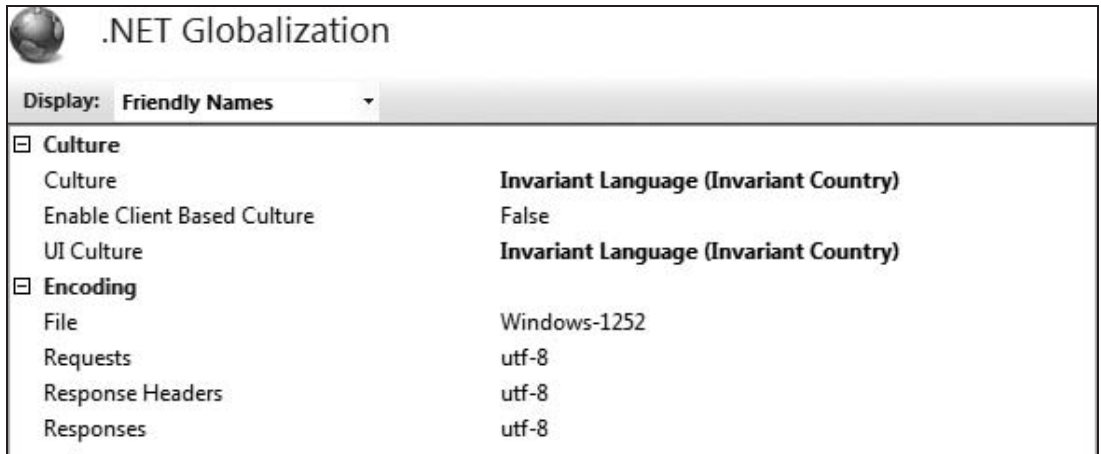 .NET Globalization
Display: Friendly Names
Culture
Culture Invariant Language (Invariant Country)
Enable Client Based Culture False
UI Culture Invariant Language (Invariant Country)
Encoding
File Windows-1252
Requests utf-8
Response Headers utf-8
Responses utf-8